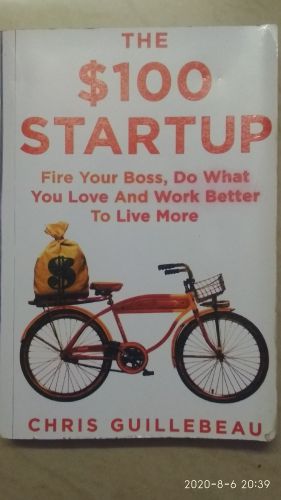 THE
$100
STARTUP
Fire Your Boss, Do What
You Love And Work Better
To Live More
$
CHRIS GUILLEBEAU
2020-8-6 20:39